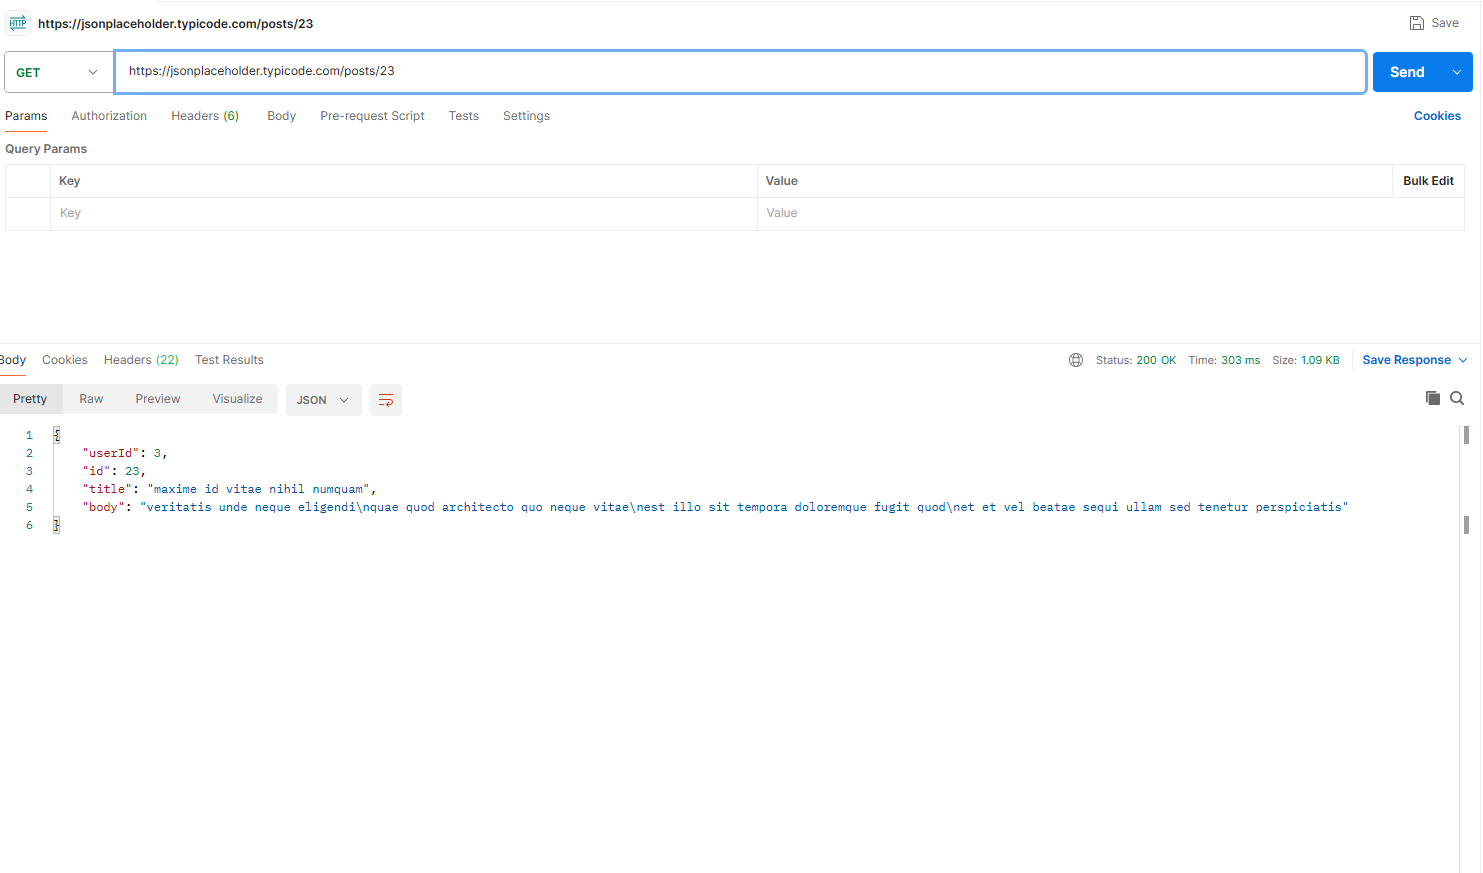 HTTP https://jsonplaceholder.typicode.com/posts/23 Save
GET https://jsonplaceholder.typicode.com/posts/23 Send
Params Authorization Headers (6) Body Pre-request Script Tests Settings Cookies
Query Params
Key Value Bulk Edit
Key Value
Body Cookies Headers (22) Test Results Status: 200 OK Time: 303 ms Size: 1.09 KB Save Response
Pretty Raw Preview Visualize JSON
1 {
2 "userId": 3,
3 "id": 23,
4 "title": "maxime id vitae nihil numquam",
5 "body": "veritatis unde neque eligendi\nquae quod architecto quo neque vitae\nest illo sit tempora doloremque fugit quod\net et vel beatae sequi ullam sed tenetur perspiciatis"
6 }